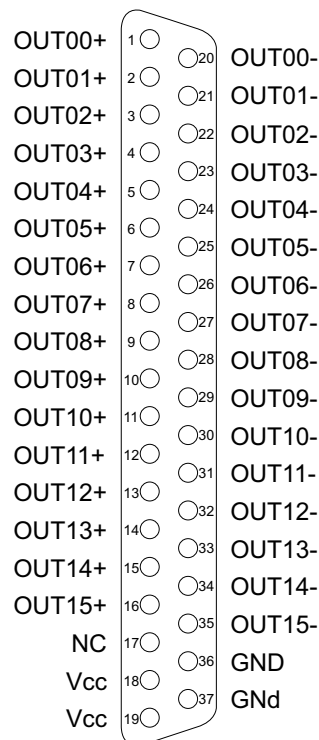 OUT00+ 1
20 OUT00-
OUT01+ 2
21 OUT01-
OUT02+ 3
22 OUT02-
OUT03+ 4
23 OUT03-
OUT04+ 5
24 OUT04-
OUT05+ 6
25 OUT05-
OUT06+ 7
26 OUT06-
OUT07+ 8
27 OUT07-
OUT08+ 9
28 OUT08-
OUT09+ 10
29 OUT09-
OUT10+ 11
30 OUT10-
OUT11+ 12
31 OUT11-
OUT12+ 13
32 OUT12-
OUT13+ 14
33 OUT13-
OUT14+ 15
34 OUT14-
OUT15+ 16
35 OUT15-
NC 17
36 GND
Vcc 18
37 GNd
Vcc 19